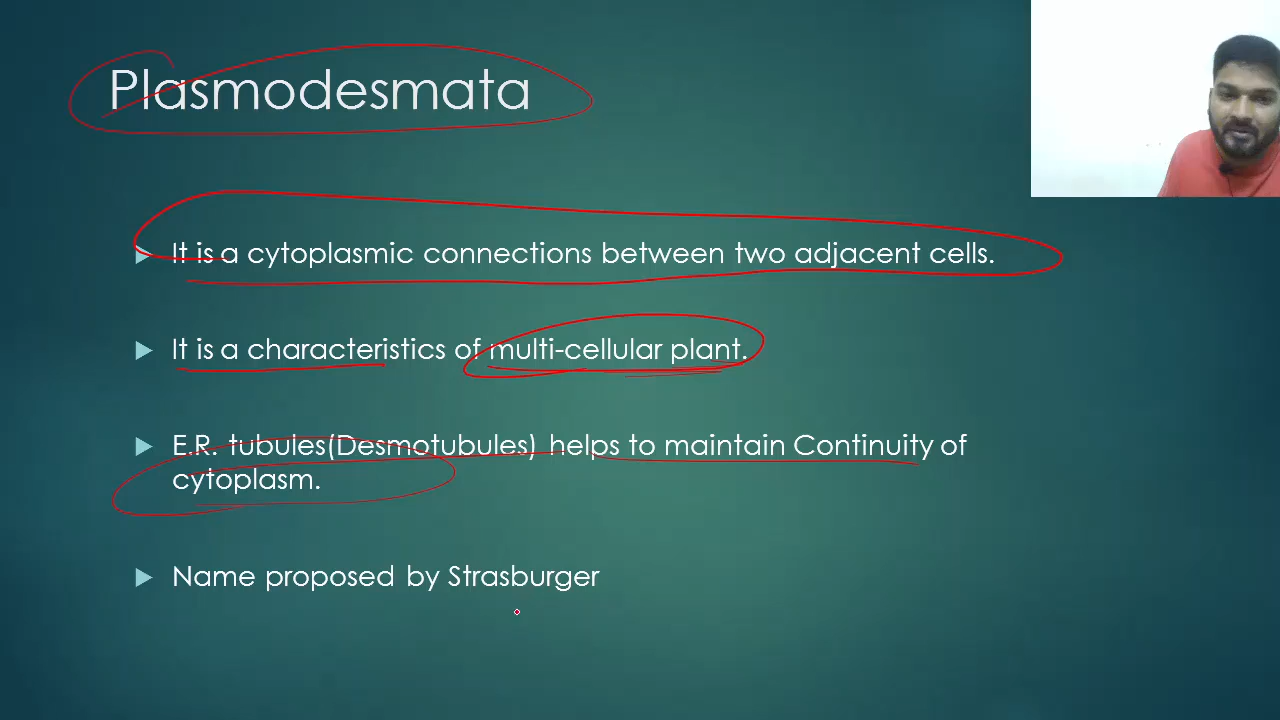 Plasmodesmata
It is a cytoplasmic connections between two adjacent cells.
It is a characteristics of multi-cellular plant.
E.R. tubules(Desmotubules) helps to maintain Continuity of
cytoplasm.
Name proposed by Strasburger